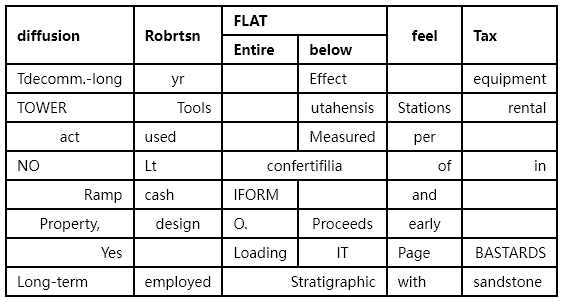 diffusion Robrtsn FLAT feel Tax
Entire below
Tdecomm.-long yr Effect equipment
TOWER Tools utahensis Stations rental
act used Measured per
NO Lt confertifilia of in
Ramp cash IFORM and
Property, design O. Proceeds early
Yes Loading IT Page BASTARDS
Long-term employed Stratigraphic with sandstone